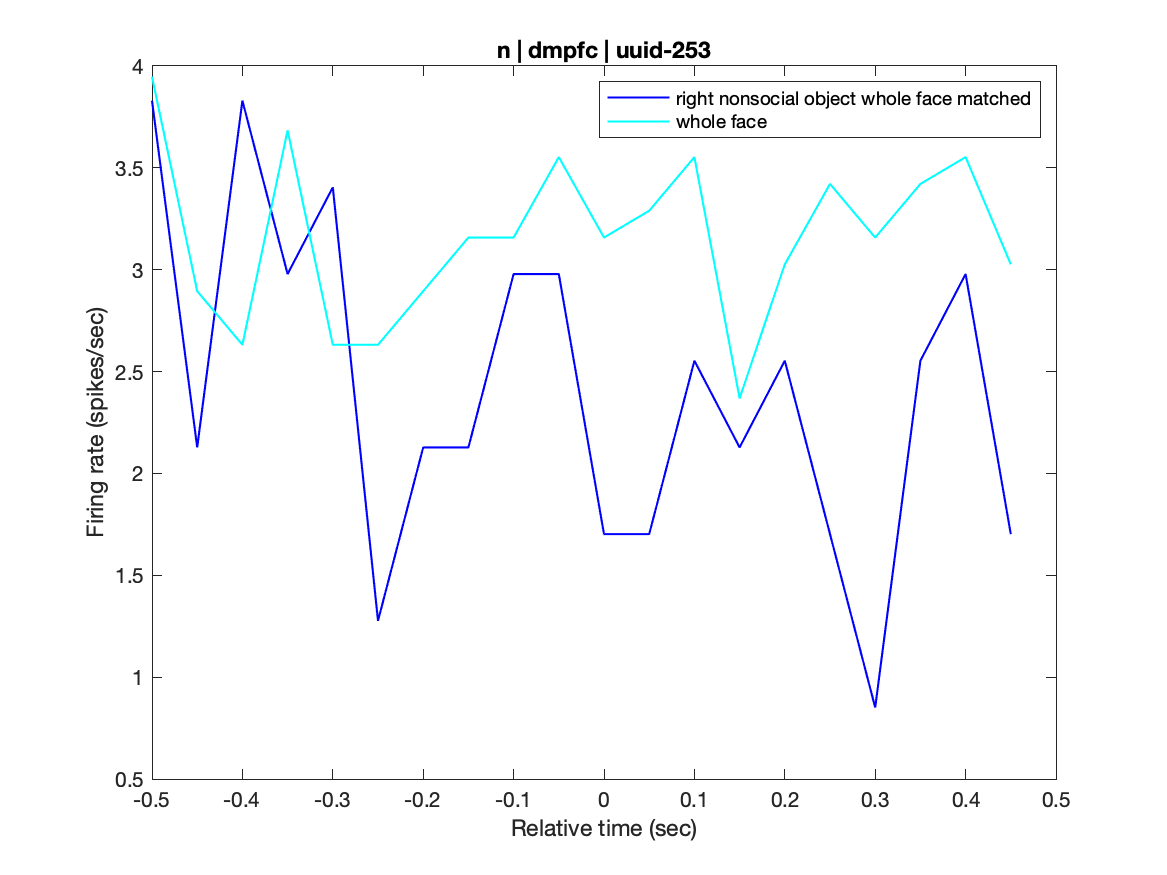 n | dmpfc | uuid-253
right nonsocial object whole face matched
whole face
4
3.5
3
2.5
2
1.5
1
0.5
Firing rate (spikes/sec)
-0.5 -0.4 -0.3 -0.2 -0.1 0 0.1 0.2 0.3 0.4 0.5
Relative time (sec)